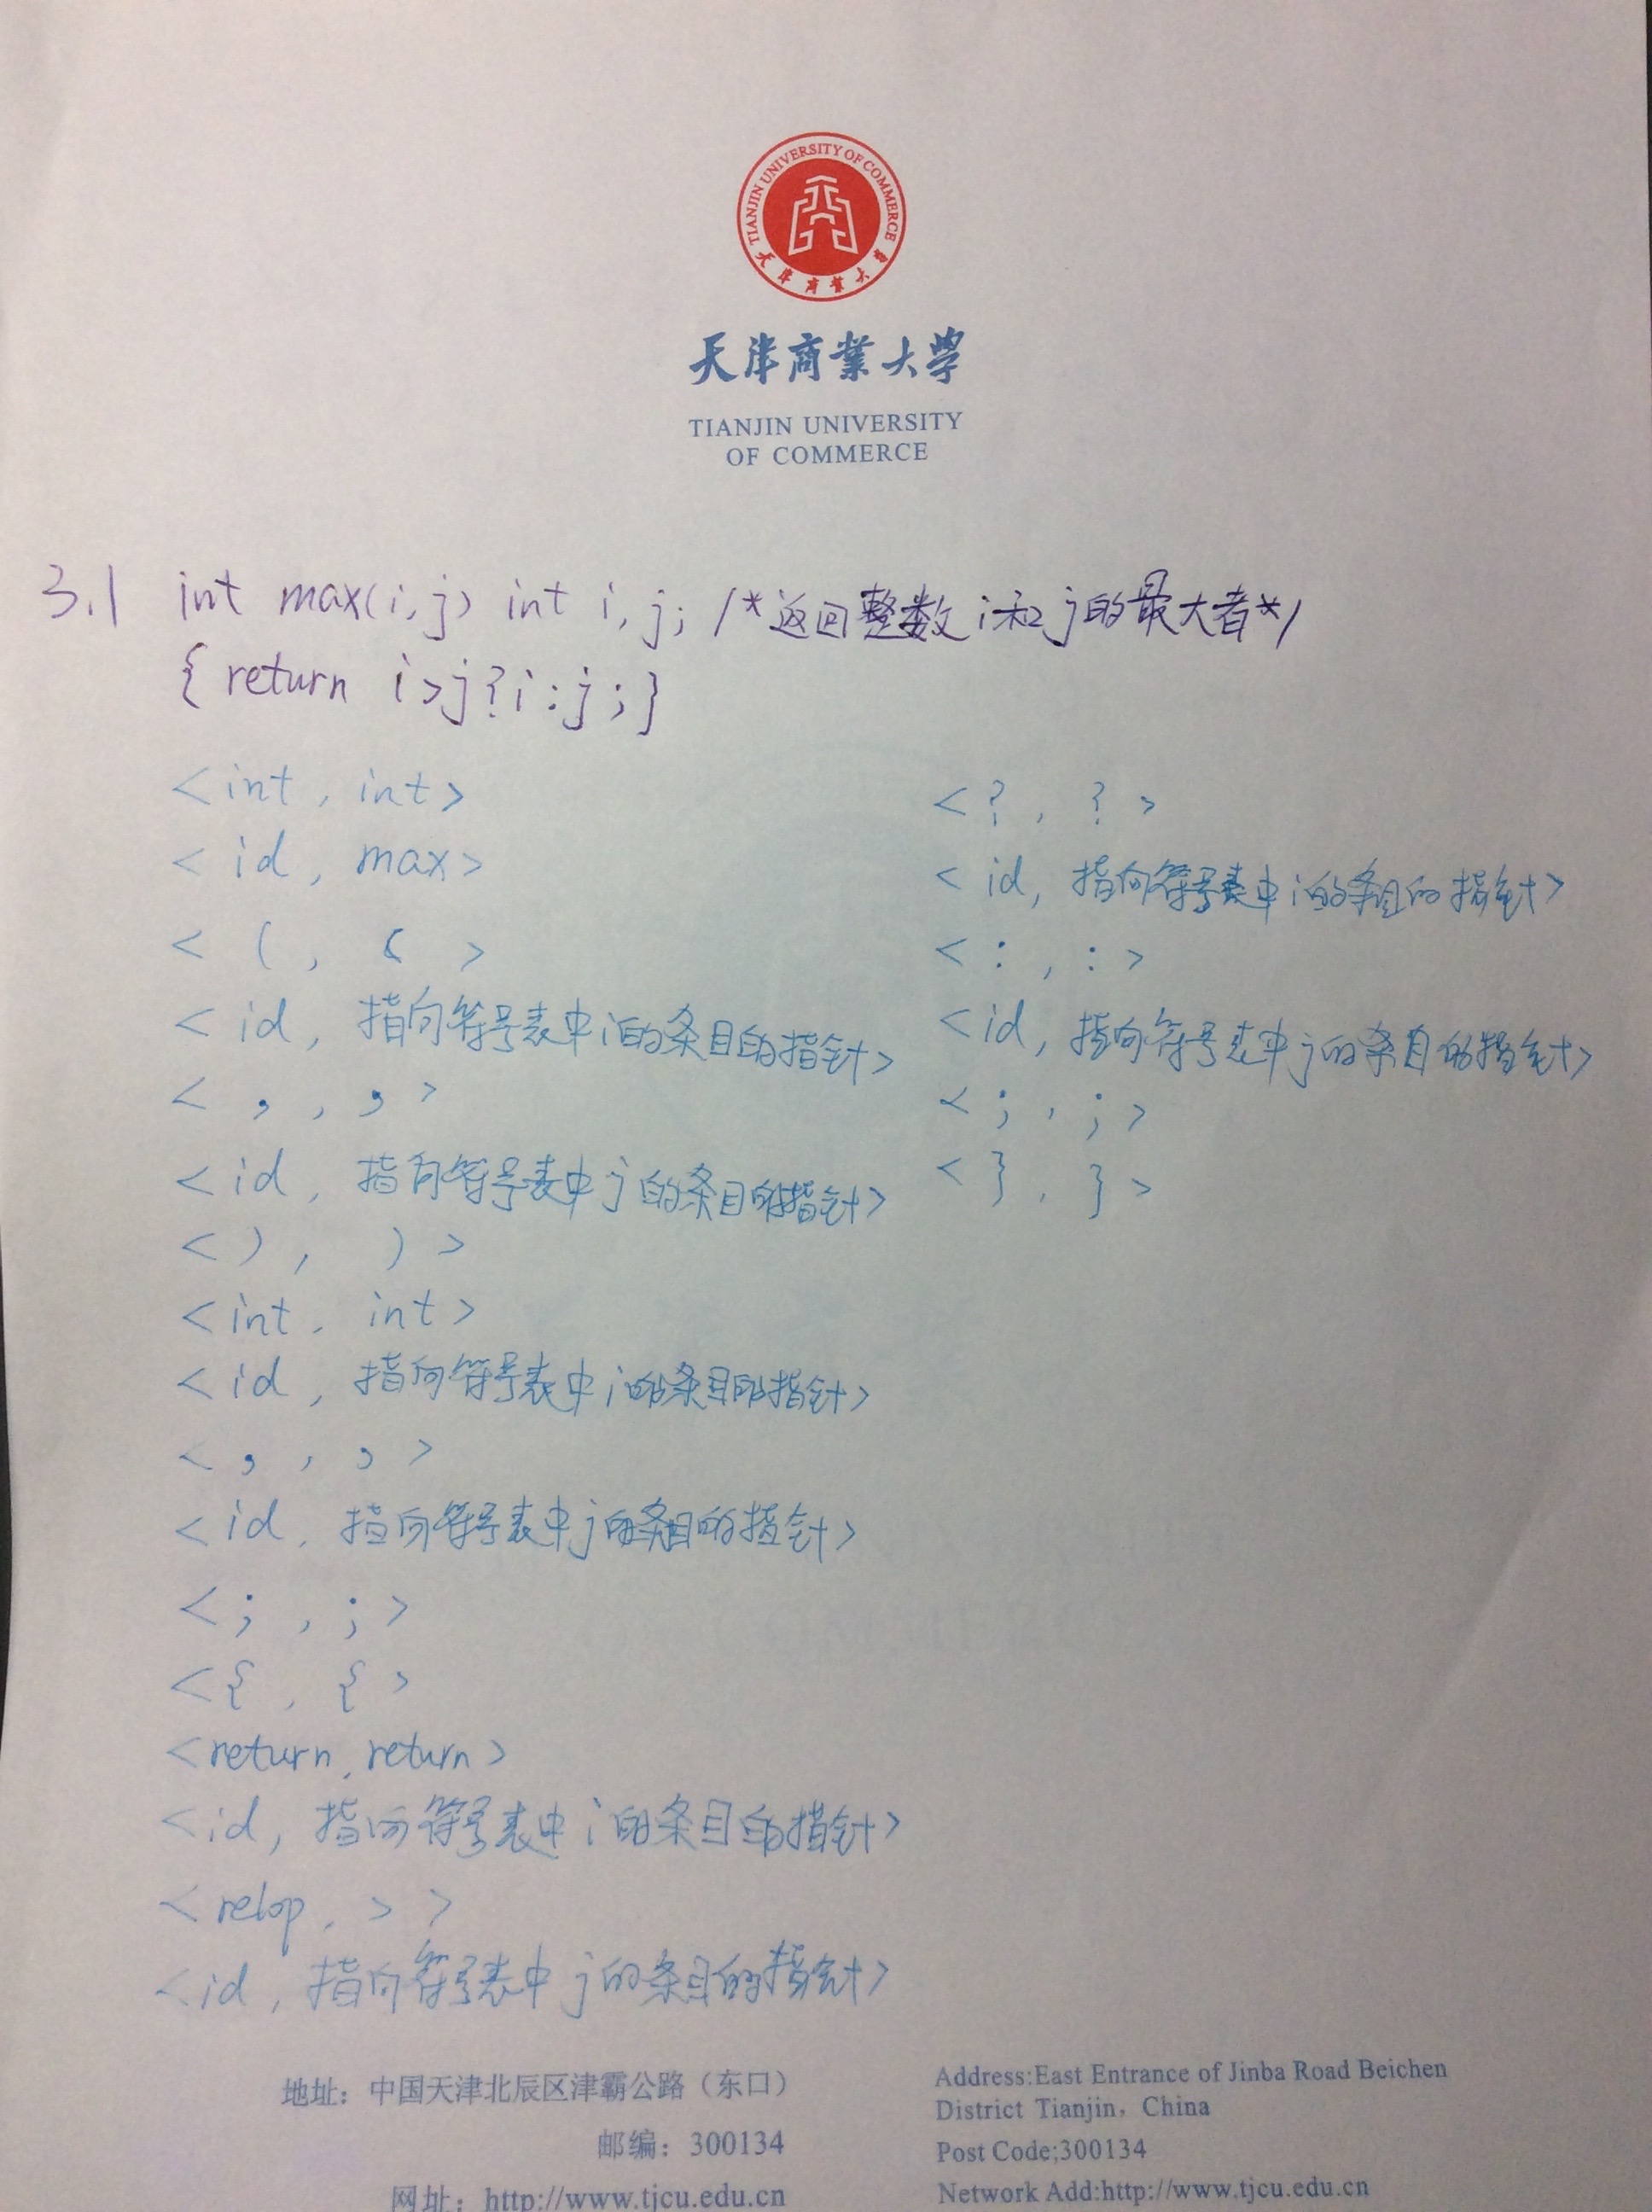 TIANJIN UNIVERSITY OF COMMERCE
天津商業大学
天津商業大學
TIANJIN UNIVERSITY
OF COMMERCE
3.1 int max(i,j) int i,j; /*返回整数i和j的最大者*/
{return i>j?i:j;}
<int, int>
<id, max>
<(, (>
<id, 指向符号表中i的条目的指针>
<,,,>
<id, 指向符号表中j的条目的指针>
<), )>
<int, int>
<id, 指向符号表中i的条目的指针>
<,,,>
<id, 指向符号表中j的条目的指针>
<;,;>
<{, {>
<return, return>
<id, 指向符号表中i的条目的指针>
<relop, > >
<id, 指向符号表中j的条目的指针>
<?, ?>
<id, 指向符号表中i的条目的指针>
<:,:>
<id, 指向符号表中j的条目的指针>
<;,;>
<}, }>
地址：中国天津北辰区津霸公路（东口）
邮编：300134
网址：http://www.tjcu.edu.cn
Address:East Entrance of Jinba Road Beichen
District Tianjin, China
Post Code;300134
Network Add:http://www.tjcu.edu.cn